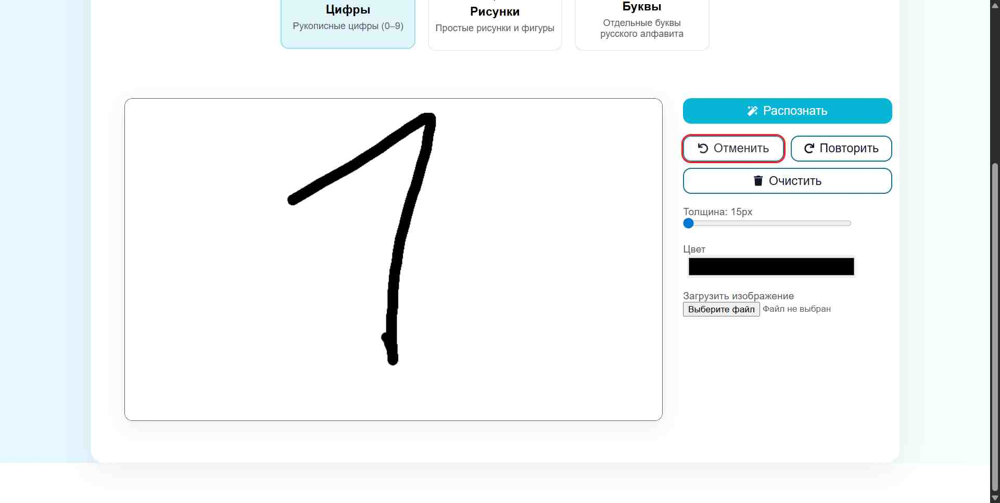 Цифры
Рукописные цифры (0–9)
Рисунки
Простые рисунки и фигуры
Буквы
Отдельные буквы
русского алфавита
1
Распознать
Отменить
Повторить
Очистить
Толщина: 15px
Цвет
Загрузить изображение
Выберите файл Файл не выбран